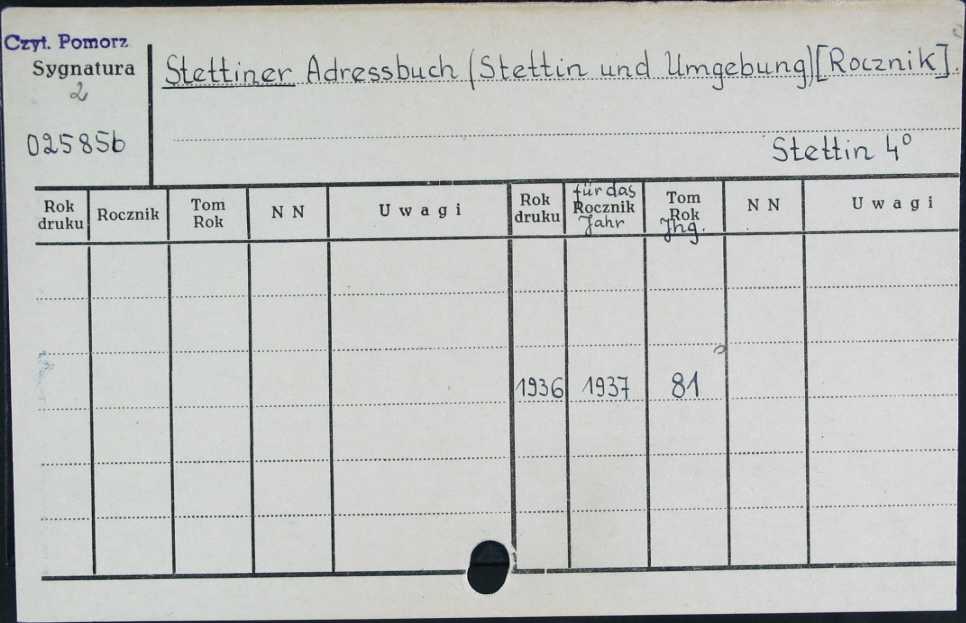 Czyt. Pomorz
Sygnatura
2
02585b
Stettiner Adressbuch (Stettin und Umgebung) [Rocznik].
Stettin 4°
Rok druku Rocznik Tom Rok N N Uwagi Rok druku für das Rocznik Jahr Tom Rok Jhg. N N Uwagi
1936 1937 81